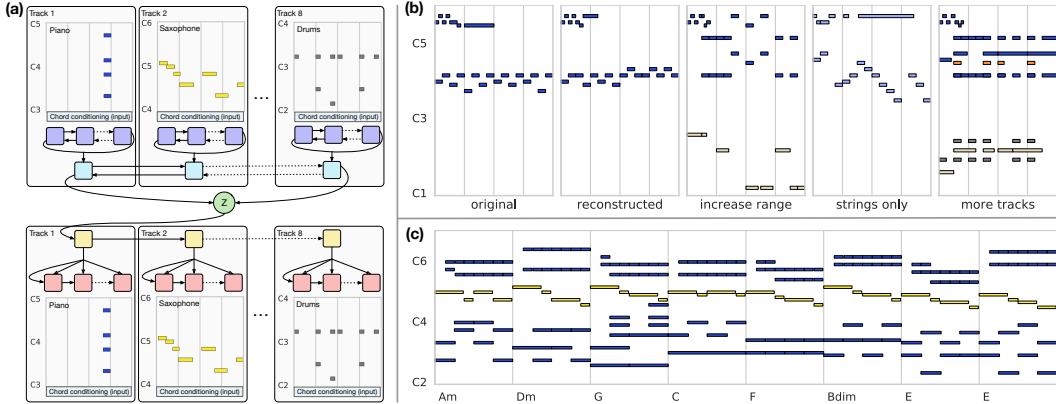 (a)
Track 1
Track 2
Track 8
C5
C6
C4
Piano
Saxophone
Drums
C4
C5
C3
C3
C4
C2
...
Chord conditioning (input)
Chord conditioning (input)
Chord conditioning (input)
Z
Track 1
Track 2
Track 8
C5
C6
C4
Piano
Saxophone
Drums
C4
C5
C3
C3
C4
C2
...
Chord conditioning (input)
Chord conditioning (input)
Chord conditioning (input)
(b)
C5
C3
C1
original
reconstructed
increase range
strings only
more tracks
(c)
C6
C4
C2
Am
Dm
G
C
F
Bdim
E
E